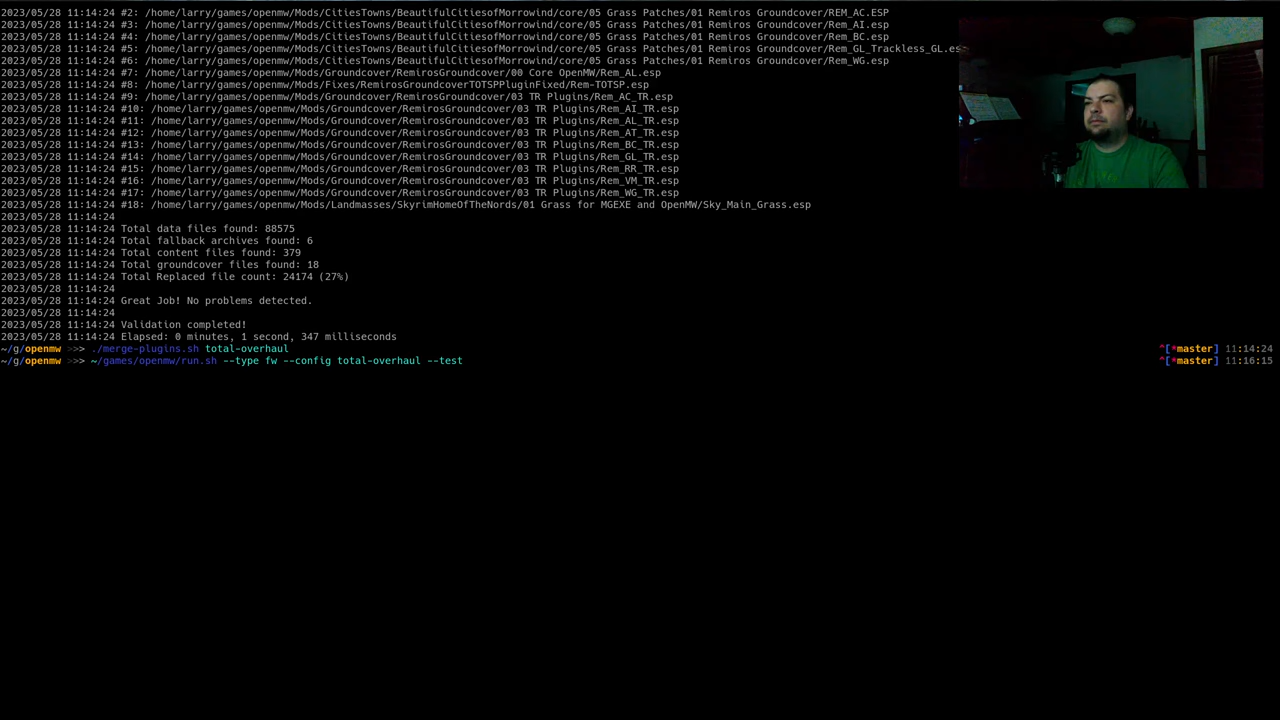 2023/05/28 11:14:24 #2: /home/larry/games/openmw/Mods/CitiesTowns/BeautifulCitiesofMorrowind/core/05 Grass Patches/01 Remiros Groundcover/REM_AC.ESP
2023/05/28 11:14:24 #3: /home/larry/games/openmw/Mods/CitiesTowns/BeautifulCitiesofMorrowind/core/05 Grass Patches/01 Remiros Groundcover/Rem_AI.esp
2023/05/28 11:14:24 #4: /home/larry/games/openmw/Mods/CitiesTowns/BeautifulCitiesofMorrowind/core/05 Grass Patches/01 Remiros Groundcover/Rem_BC.esp
2023/05/28 11:14:24 #5: /home/larry/games/openmw/Mods/CitiesTowns/BeautifulCitiesofMorrowind/core/05 Grass Patches/01 Remiros Groundcover/Rem_GL_Trackless_GL.es
2023/05/28 11:14:24 #6: /home/larry/games/openmw/Mods/CitiesTowns/BeautifulCitiesofMorrowind/core/05 Grass Patches/01 Remiros Groundcover/Rem_WG.esp
2023/05/28 11:14:24 #7: /home/larry/games/openmw/Mods/Groundcover/RemirosGroundcover/00 Core OpenMW/Rem_AL.esp
2023/05/28 11:14:24 #8: /home/larry/games/openmw/Mods/Fixes/RemirosGroundcoverTOTSPPluginFixed/Rem-TOTSP.esp
2023/05/28 11:14:24 #9: /home/larry/games/openmw/Mods/Groundcover/RemirosGroundcover/03 TR Plugins/Rem_AC_TR.esp
2023/05/28 11:14:24 #10: /home/larry/games/openmw/Mods/Groundcover/RemirosGroundcover/03 TR Plugins/Rem_AI_TR.esp
2023/05/28 11:14:24 #11: /home/larry/games/openmw/Mods/Groundcover/RemirosGroundcover/03 TR Plugins/Rem_AL_TR.esp
2023/05/28 11:14:24 #12: /home/larry/games/openmw/Mods/Groundcover/RemirosGroundcover/03 TR Plugins/Rem_AT_TR.esp
2023/05/28 11:14:24 #13: /home/larry/games/openmw/Mods/Groundcover/RemirosGroundcover/03 TR Plugins/Rem_BC_TR.esp
2023/05/28 11:14:24 #14: /home/larry/games/openmw/Mods/Groundcover/RemirosGroundcover/03 TR Plugins/Rem_GL_TR.esp
2023/05/28 11:14:24 #15: /home/larry/games/openmw/Mods/Groundcover/RemirosGroundcover/03 TR Plugins/Rem_RR_TR.esp
2023/05/28 11:14:24 #16: /home/larry/games/openmw/Mods/Groundcover/RemirosGroundcover/03 TR Plugins/Rem_VM_TR.esp
2023/05/28 11:14:24 #17: /home/larry/games/openmw/Mods/Groundcover/RemirosGroundcover/03 TR Plugins/Rem_WG_TR.esp
2023/05/28 11:14:24 #18: /home/larry/games/openmw/Mods/Landmasses/SkyrimHomeOfTheNords/01 Grass for MGEXE and OpenMW/Sky_Main_Grass.esp
2023/05/28 11:14:24
2023/05/28 11:14:24 Total data files found: 88575
2023/05/28 11:14:24 Total fallback archives found: 6
2023/05/28 11:14:24 Total content files found: 379
2023/05/28 11:14:24 Total groundcover files found: 18
2023/05/28 11:14:24 Total Replaced file count: 24174 (27%)
2023/05/28 11:14:24
2023/05/28 11:14:24 Great Job! No problems detected.
2023/05/28 11:14:24
2023/05/28 11:14:24 Validation completed!
2023/05/28 11:14:24 Elapsed: 0 minutes, 1 second, 347 milliseconds
~/g/openmw >>> ./merge-plugins.sh total-overhaul ^[*master] 11:14:24
~/g/openmw >>> ~/games/openmw/run.sh --type fw --config total-overhaul --test ^[*master] 11:16:15